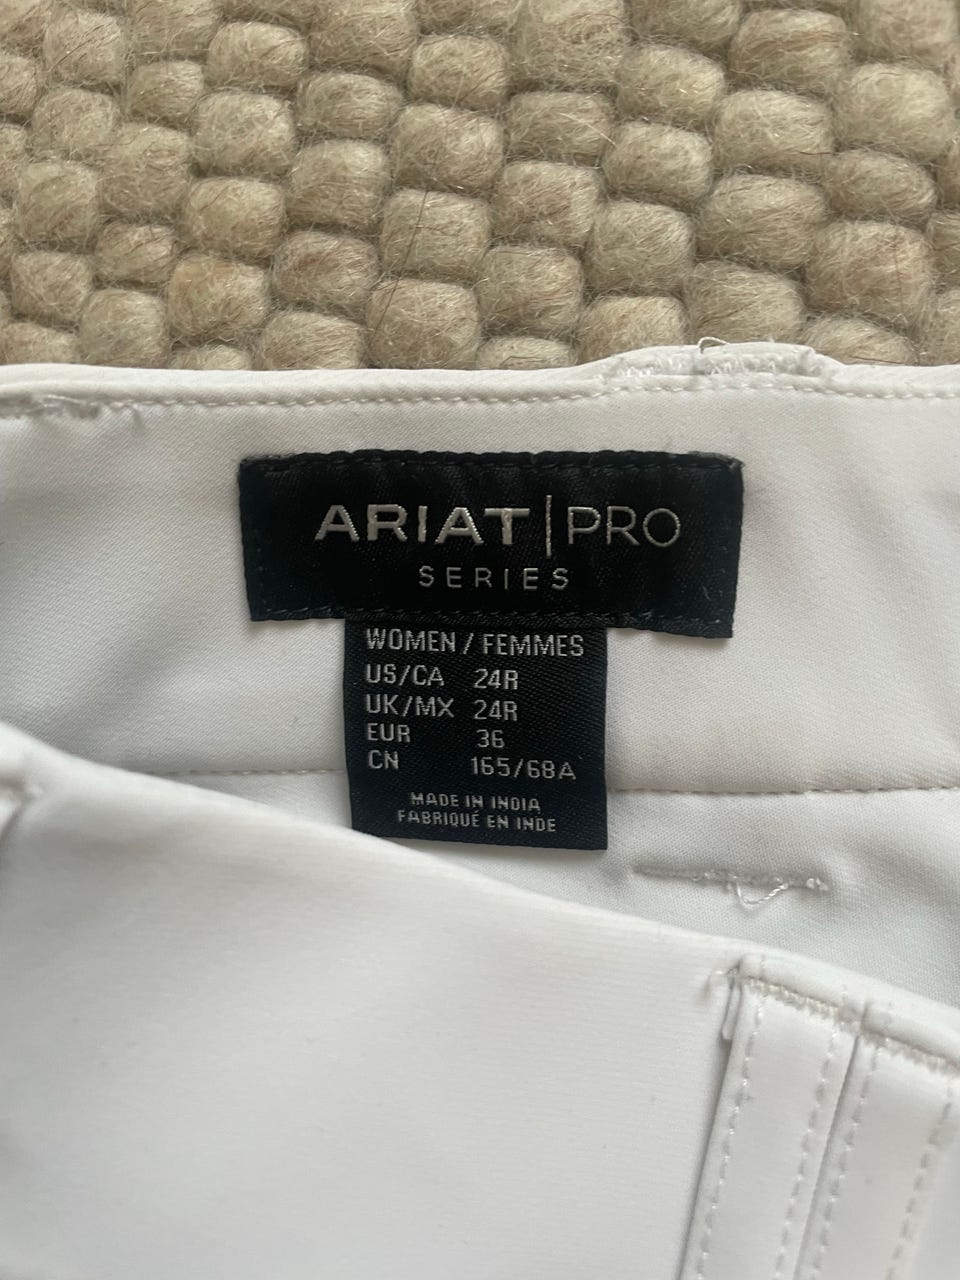 ARIAT|PRO
SERIES
WOMEN / FEMMES
US/CA 24R
UK/MX 24R
EUR 36
CN 165/68A
MADE IN INDIA
FABRIQUÉ EN INDE